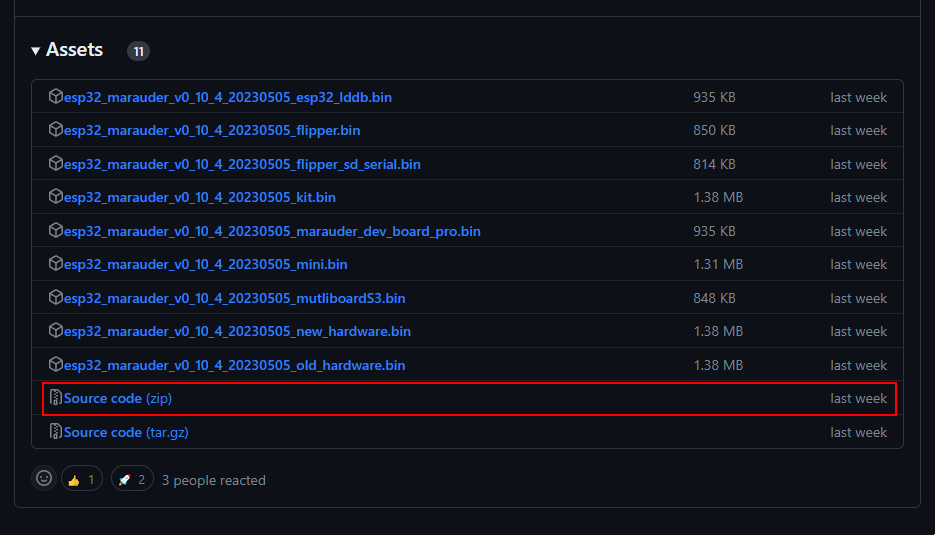 Assets 11
esp32_marauder_v0_10_4_20230505_esp32_lddb.bin 935 KB last week
esp32_marauder_v0_10_4_20230505_flipper.bin 850 KB last week
esp32_marauder_v0_10_4_20230505_flipper_sd_serial.bin 814 KB last week
esp32_marauder_v0_10_4_20230505_kit.bin 1.38 MB last week
esp32_marauder_v0_10_4_20230505_marauder_dev_board_pro.bin 935 KB last week
esp32_marauder_v0_10_4_20230505_mini.bin 1.31 MB last week
esp32_marauder_v0_10_4_20230505_mutliboardS3.bin 848 KB last week
esp32_marauder_v0_10_4_20230505_new_hardware.bin 1.38 MB last week
esp32_marauder_v0_10_4_20230505_old_hardware.bin 1.38 MB last week
Source code (zip) last week
Source code (tar.gz) last week
1 2 3 people reacted